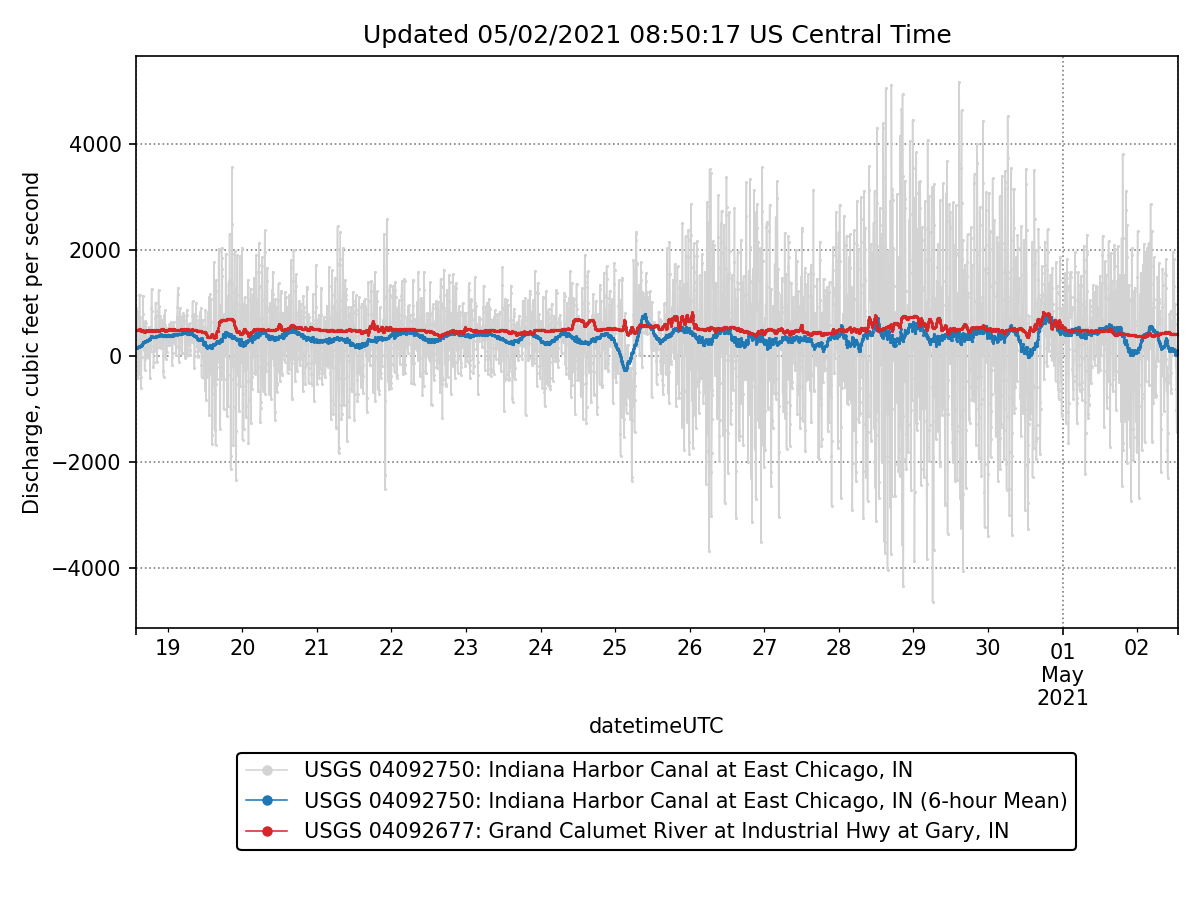 Updated 05/02/2021 08:50:17 US Central Time
Discharge, cubic feet per second
4000
2000
0
−2000
−4000
19 20 21 22 23 24 25 26 27 28 29 30 01 02
May
2021
datetimeUTC
USGS 04092750: Indiana Harbor Canal at East Chicago, IN
USGS 04092750: Indiana Harbor Canal at East Chicago, IN (6-hour Mean)
USGS 04092677: Grand Calumet River at Industrial Hwy at Gary, IN